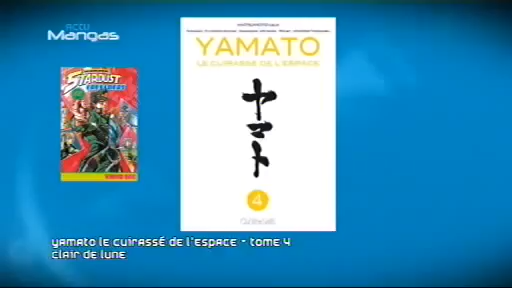 ACTU
Mangas
YAMATO
LE CUIRASSÉ DE L'ESPACE
STARDUST
ヤマト
4
Yamato le cuirassé de l'espace - tome 4
Clair de lune